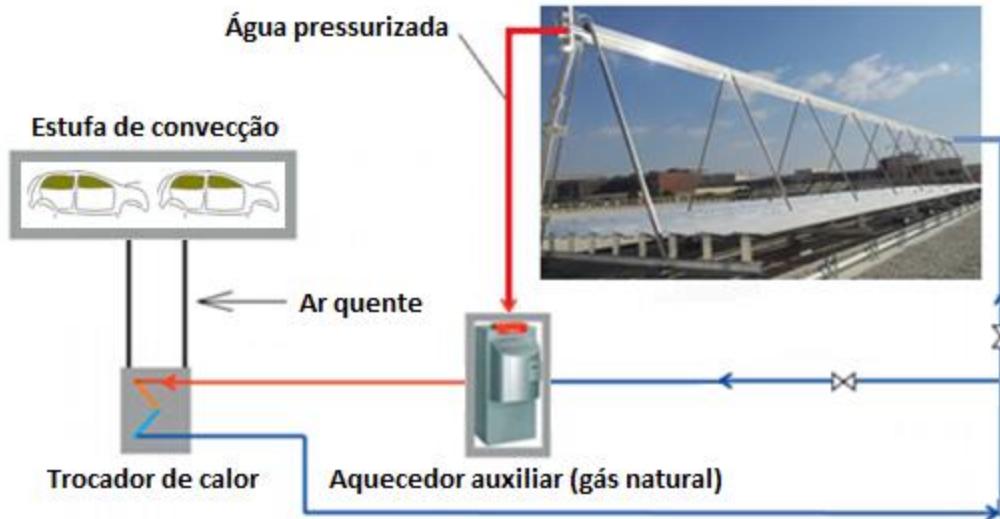 Água pressurizada
Estufa de convecção
Ar quente
Trocador de calor
Aquecedor auxiliar (gás natural)